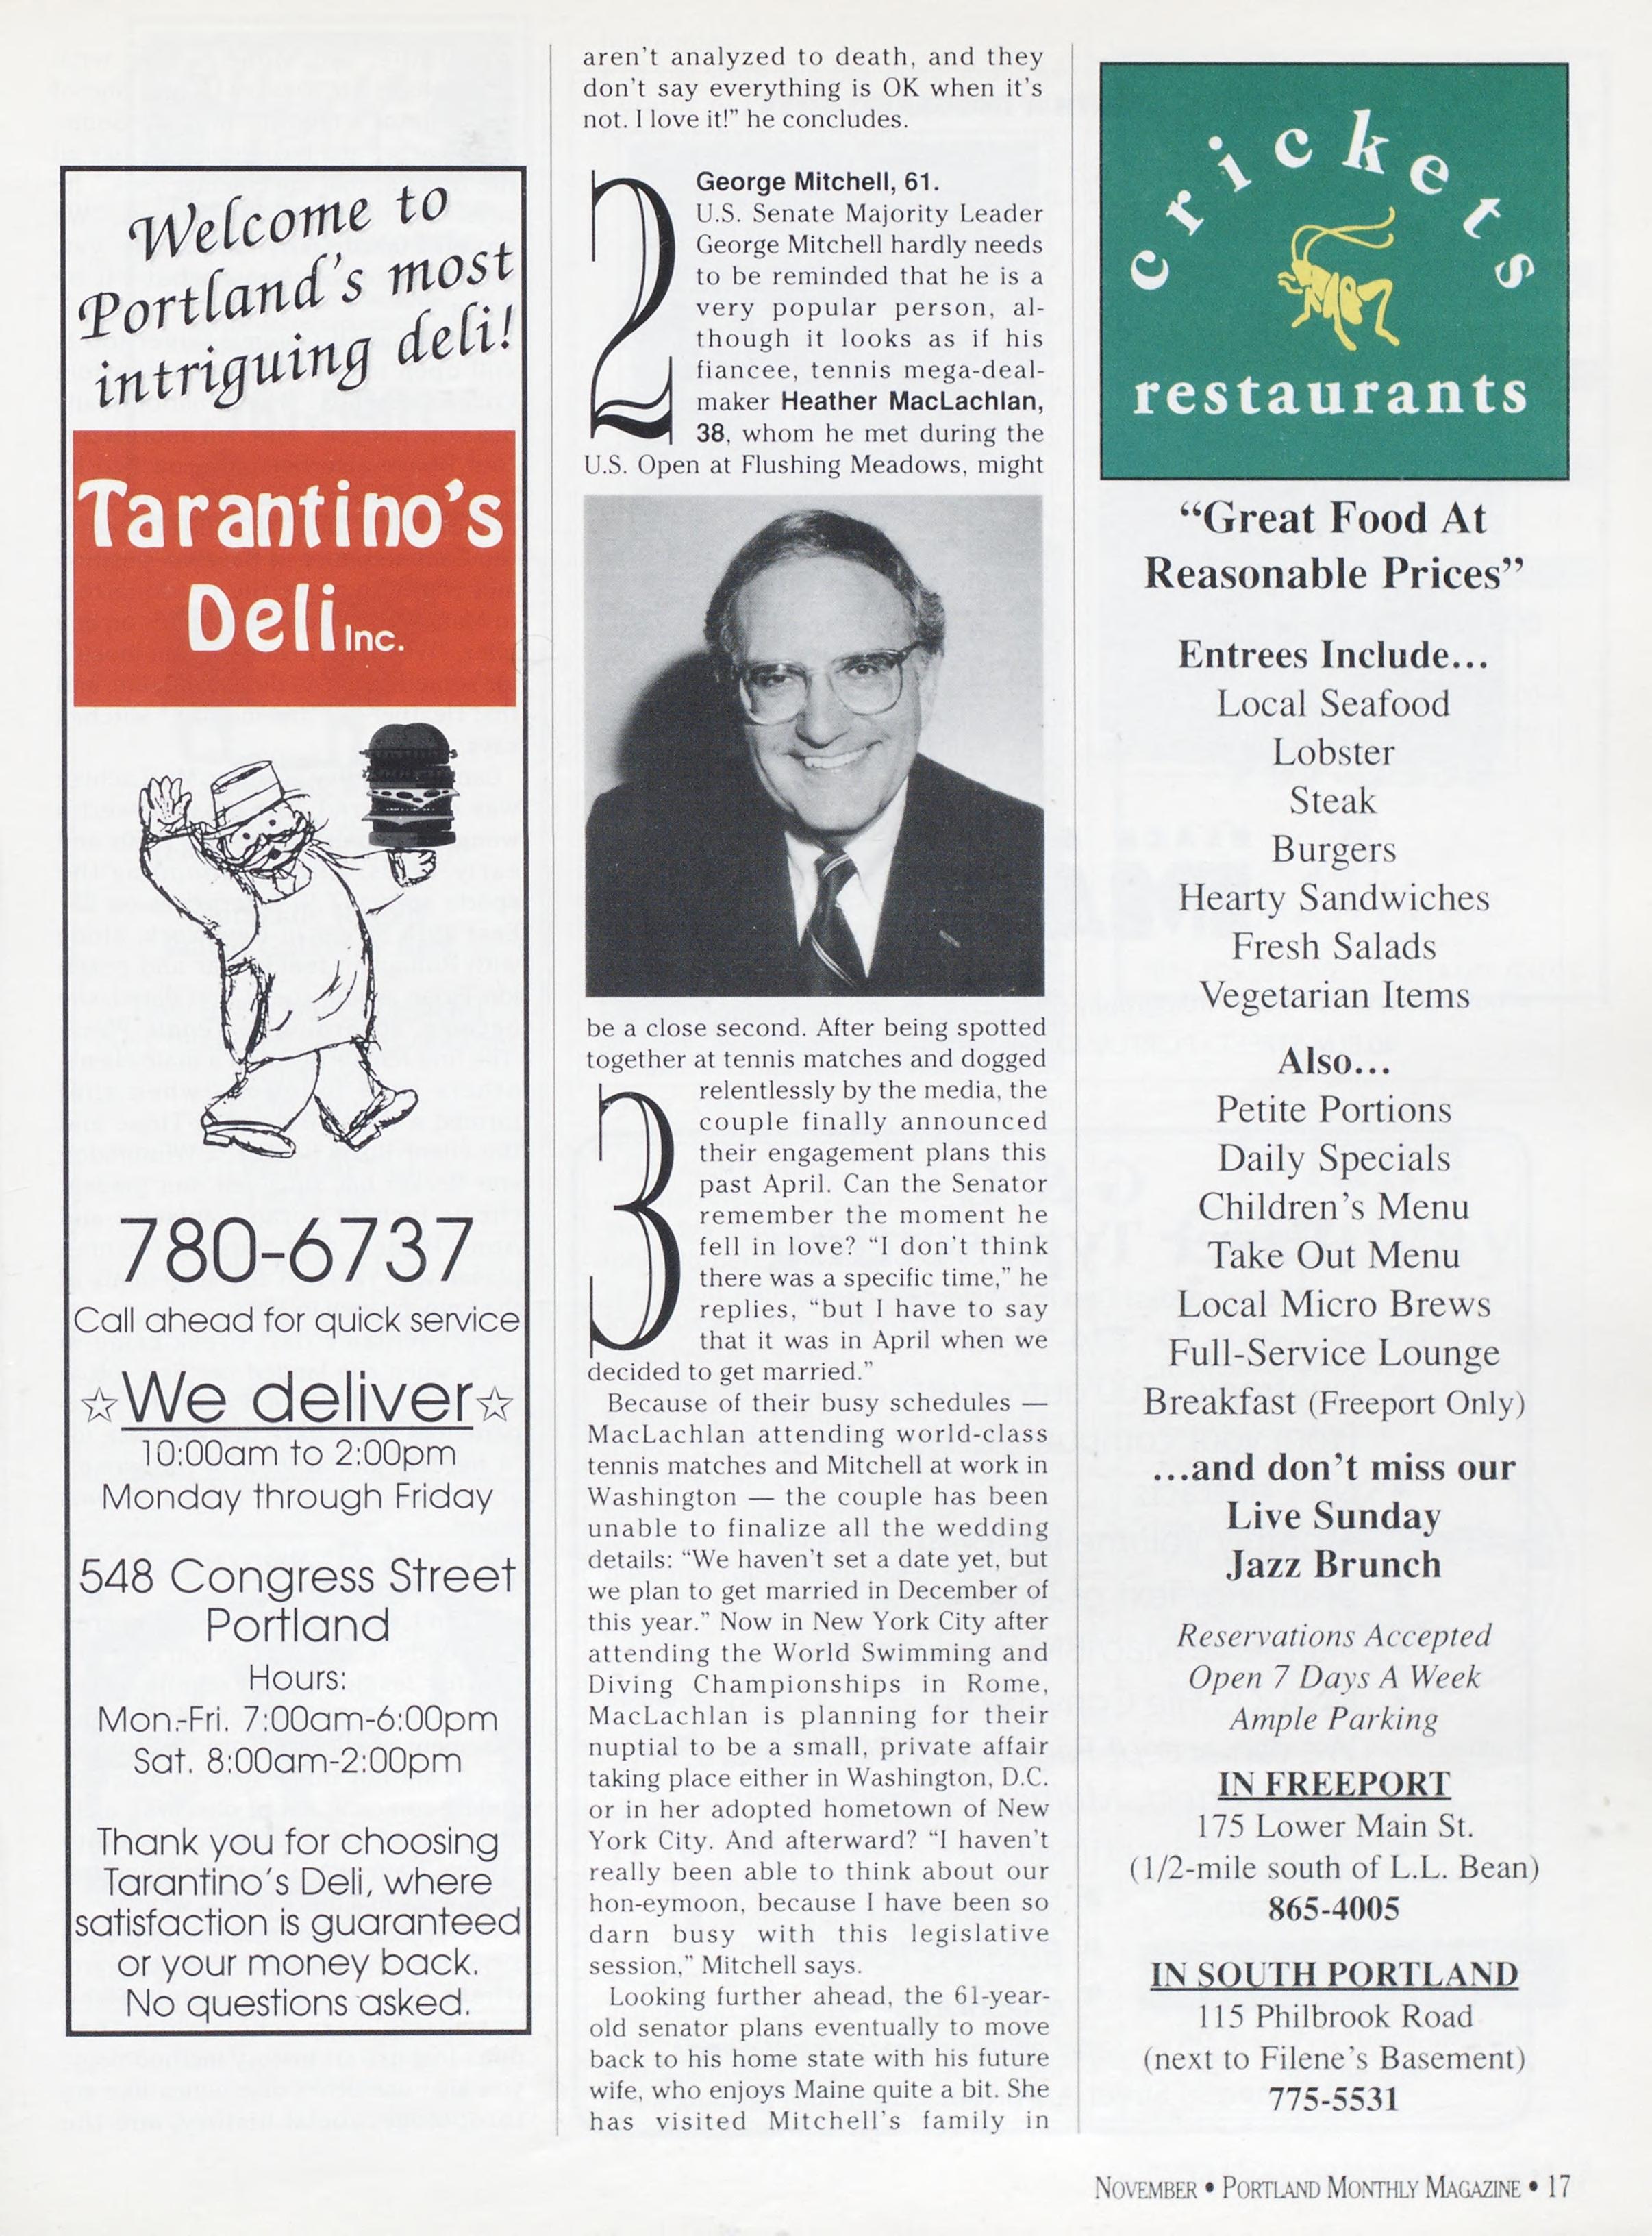 Welcome to
Portland's most
intriguing deli!
Tarantino's
Deli Inc.
780-6737
Call ahead for quick service
☆We deliver☆
10:00am to 2:00pm
Monday through Friday
548 Congress Street
Portland
Hours:
Mon.-Fri. 7:00am-6:00pm
Sat. 8:00am-2:00pm
Thank you for choosing
Tarantino's Deli, where
satisfaction is guaranteed
or your money back.
No questions asked.
aren't analyzed to death, and they
don't say everything is OK when it's
not. I love it!" he concludes.
2
George Mitchell, 61.
U.S. Senate Majority Leader
George Mitchell hardly needs
to be reminded that he is a
very popular person, al-
though it looks as if his
fiancee, tennis mega-deal-
maker Heather MacLachlan,
38, whom he met during the
U.S. Open at Flushing Meadows, might
be a close second. After being spotted
together at tennis matches and dogged
3
relentlessly by the media, the
couple finally announced
their engagement plans this
past April. Can the Senator
remember the moment he
fell in love? "I don't think
there was a specific time," he
replies, "but I have to say
that it was in April when we
decided to get married."
Because of their busy schedules —
MacLachlan attending world-class
tennis matches and Mitchell at work in
Washington — the couple has been
unable to finalize all the wedding
details: "We haven't set a date yet, but
we plan to get married in December of
this year." Now in New York City after
attending the World Swimming and
Diving Championships in Rome,
MacLachlan is planning for their
nuptial to be a small, private affair
taking place either in Washington, D.C.
or in her adopted hometown of New
York City. And afterward? "I haven't
really been able to think about our
hon-eymoon, because I have been so
darn busy with this legislative
session," Mitchell says.
Looking further ahead, the 61-year-
old senator plans eventually to move
back to his home state with his future
wife, who enjoys Maine quite a bit. She
has visited Mitchell's family in
crickets
restaurants
"Great Food At
Reasonable Prices"
Entrees Include...
Local Seafood
Lobster
Steak
Burgers
Hearty Sandwiches
Fresh Salads
Vegetarian Items
Also...
Petite Portions
Daily Specials
Children's Menu
Take Out Menu
Local Micro Brews
Full-Service Lounge
Breakfast (Freeport Only)
...and don't miss our
Live Sunday
Jazz Brunch
Reservations Accepted
Open 7 Days A Week
Ample Parking
IN FREEPORT
175 Lower Main St.
(1/2-mile south of L.L. Bean)
865-4005
IN SOUTH PORTLAND
115 Philbrook Road
(next to Filene's Basement)
775-5531
NOVEMBER • PORTLAND MONTHLY MAGAZINE • 17